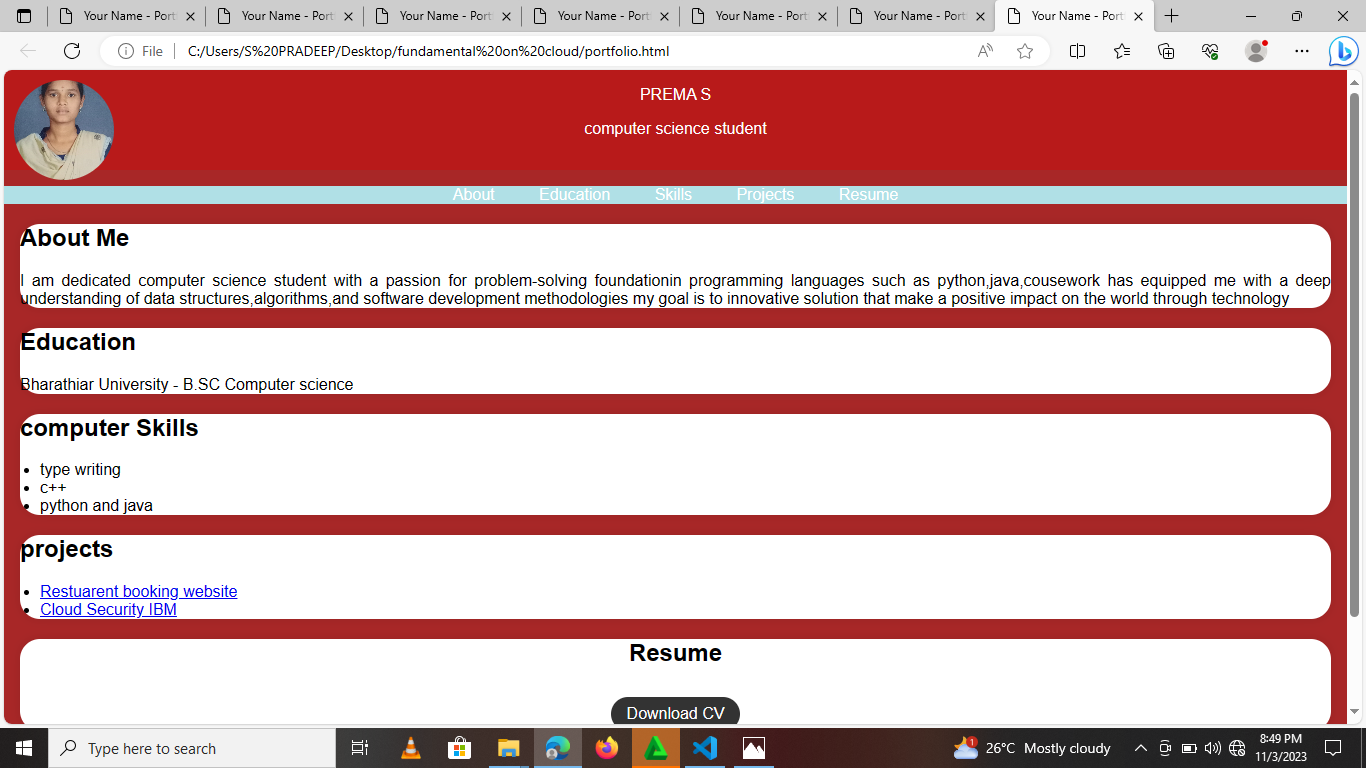 Your Name - Port
Your Name - Port
Your Name - Port
Your Name - Port
Your Name - Port
Your Name - Port
Your Name - Port
File
C:/Users/S%20PRADEEP/Desktop/fundamental%20on%20cloud/portfolio.html
PREMA S
computer science student
About Education Skills Projects Resume
About Me
I am dedicated computer science student with a passion for problem-solving foundationin programming languages such as python,java,cousework has equipped me with a deep
understanding of data structures,algorithms,and software development methodologies my goal is to innovative solution that make a positive impact on the world through technology
Education
Bharathiar University - B.SC Computer science
computer Skills
type writing
c++
python and java
projects
Restuarent booking website
Cloud Security IBM
Resume
Download CV
Type here to search
1
26°C Mostly cloudy
8:49 PM
11/3/2023